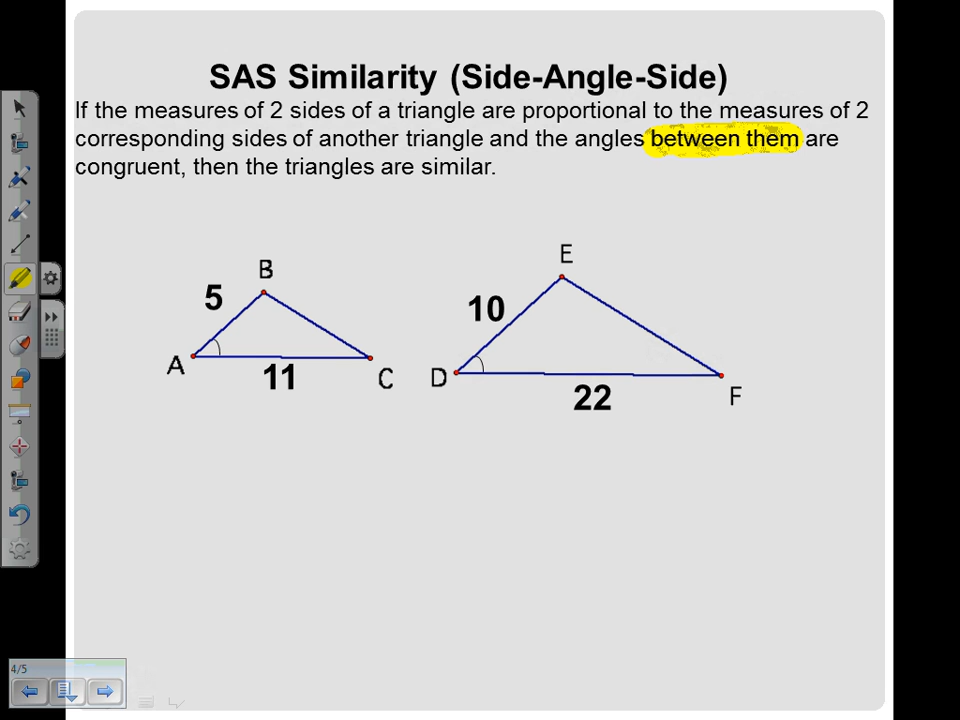 SAS Similarity (Side-Angle-Side)
If the measures of 2 sides of a triangle are proportional to the measures of 2
corresponding sides of another triangle and the angles between them are
congruent, then the triangles are similar.
E
B
5
10
A
11
C
D
22
F
4/5